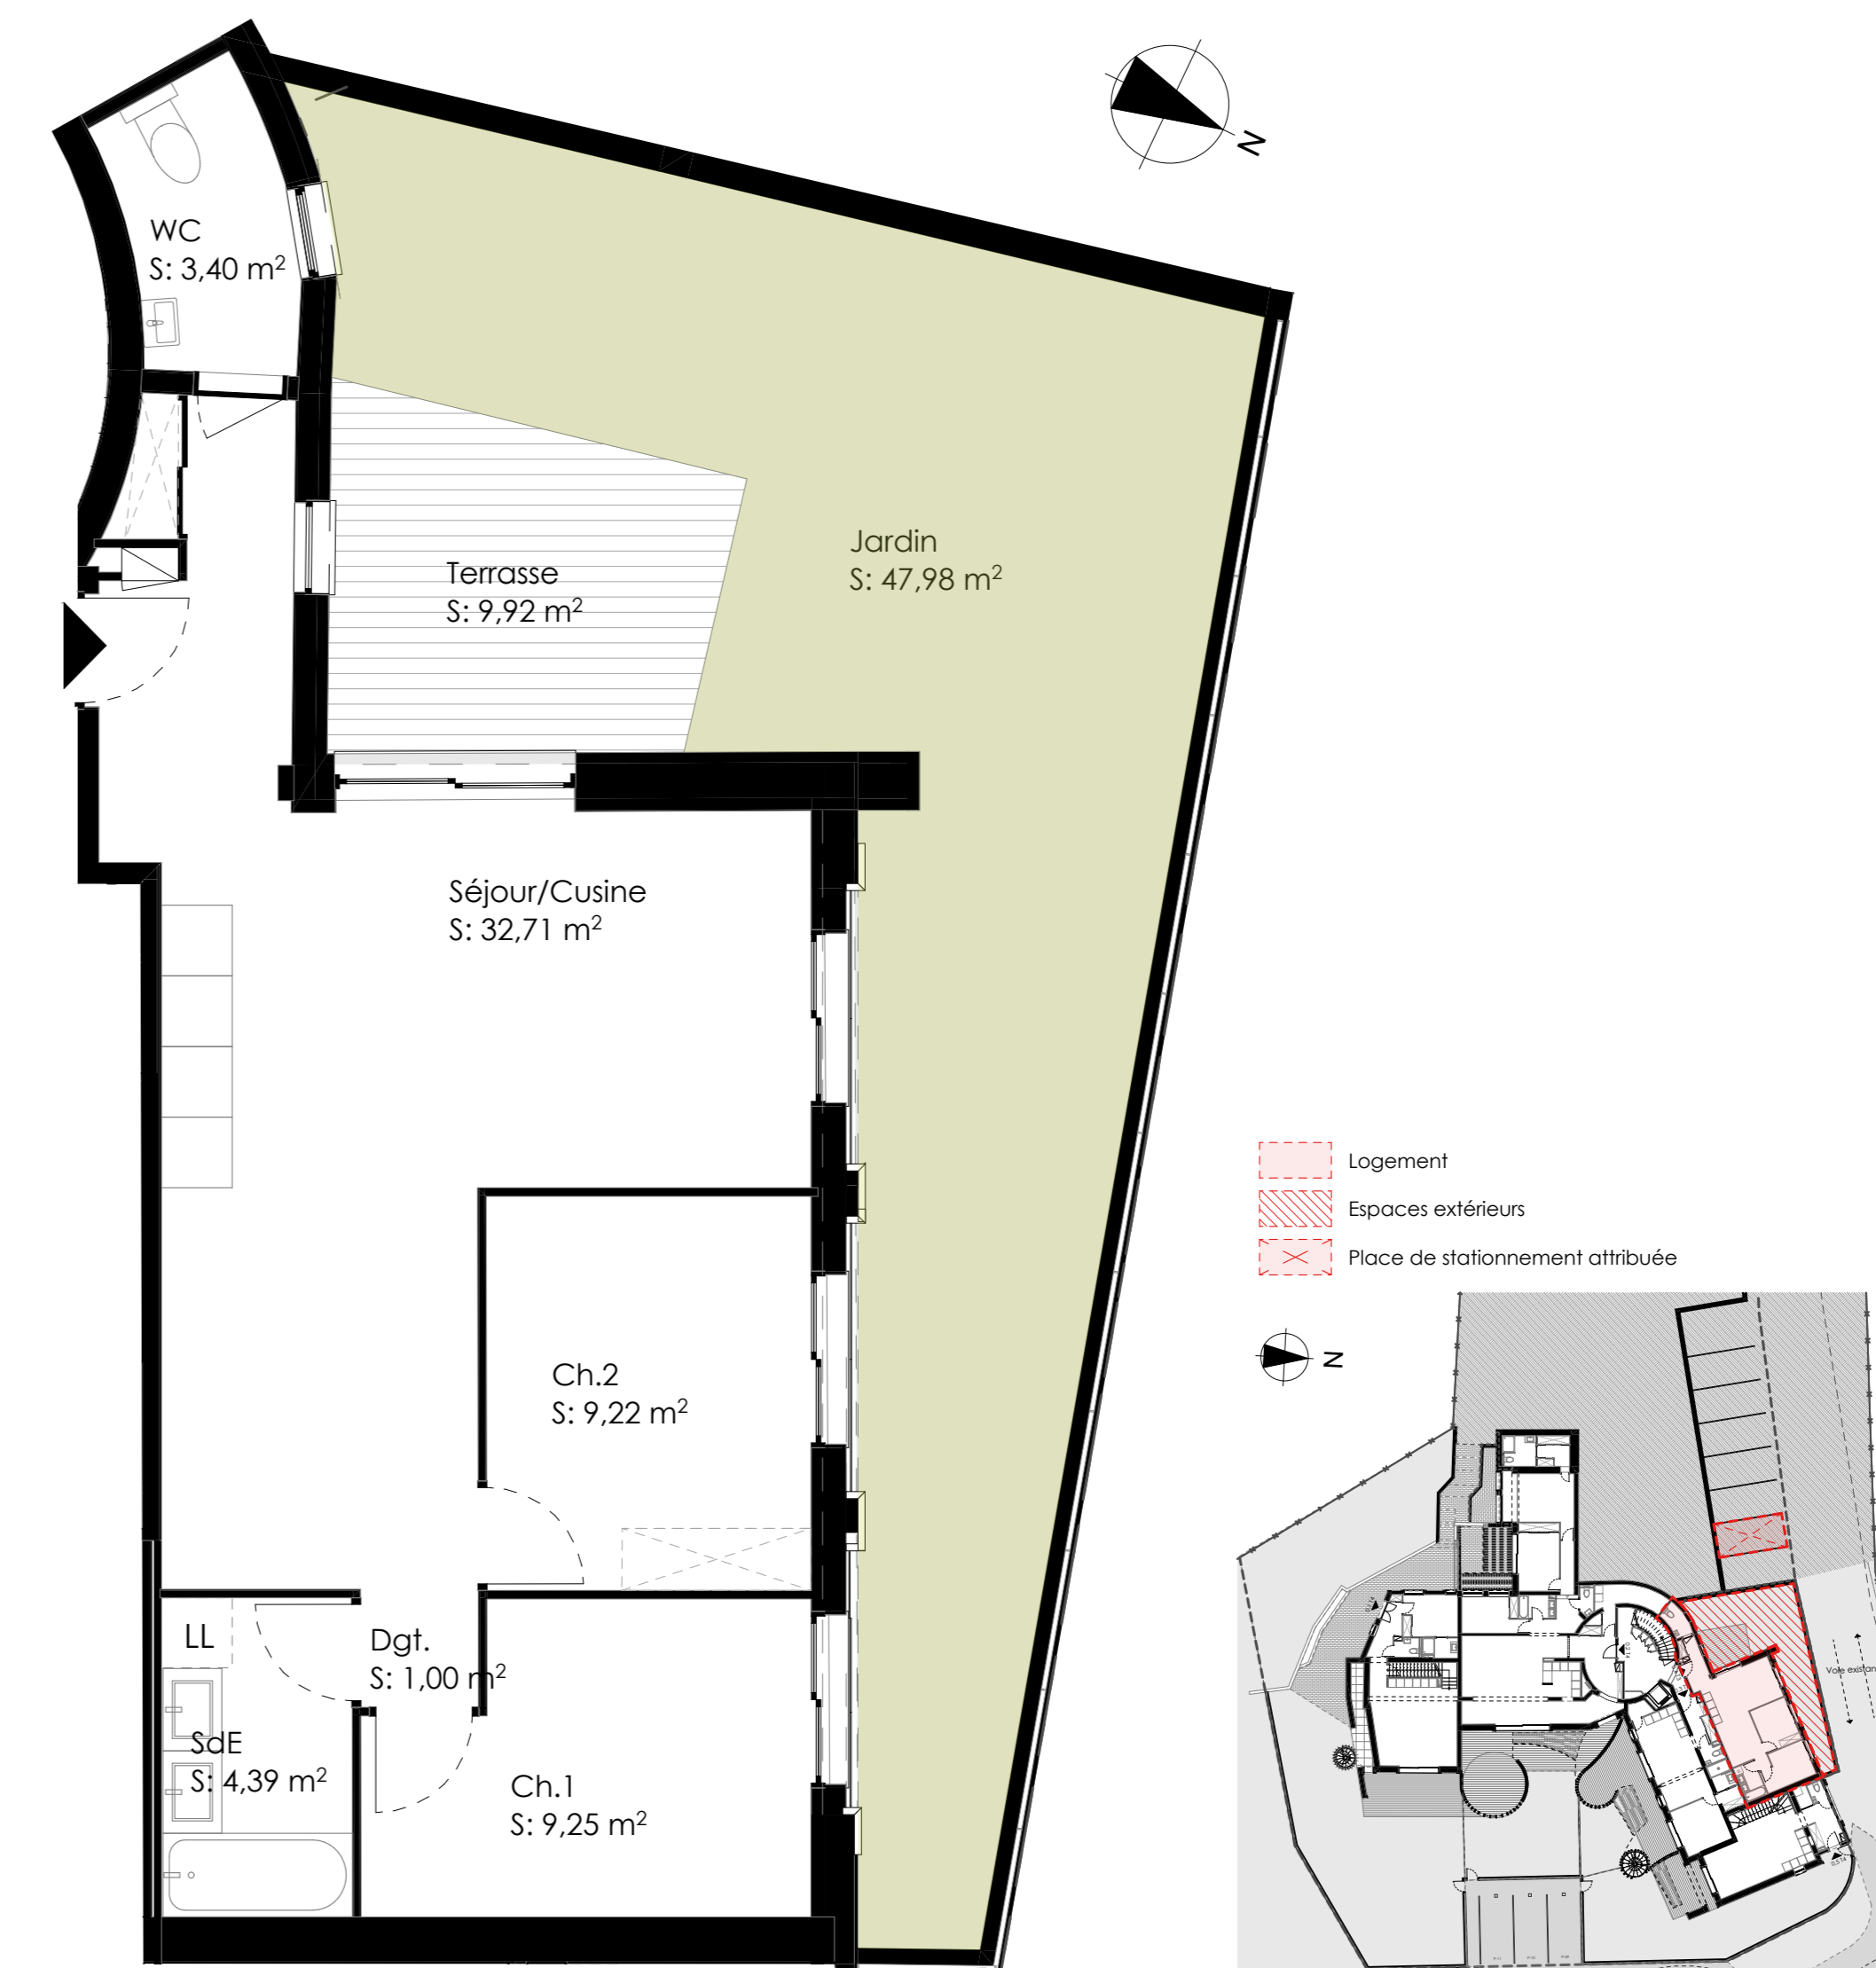 N
WC
S: 3,40 m²
Jardin
S: 47,98 m²
Terrasse
S: 9,92 m²
Séjour/Cusine
S: 32,71 m²
Logement
Espaces extérieurs
Place de stationnement attribuée
N
Ch.2
S: 9,22 m²
LL
Dgt.
S: 1,00 m²
SdE
S: 4,39 m²
Ch.1
S: 9,25 m²
Voie existan